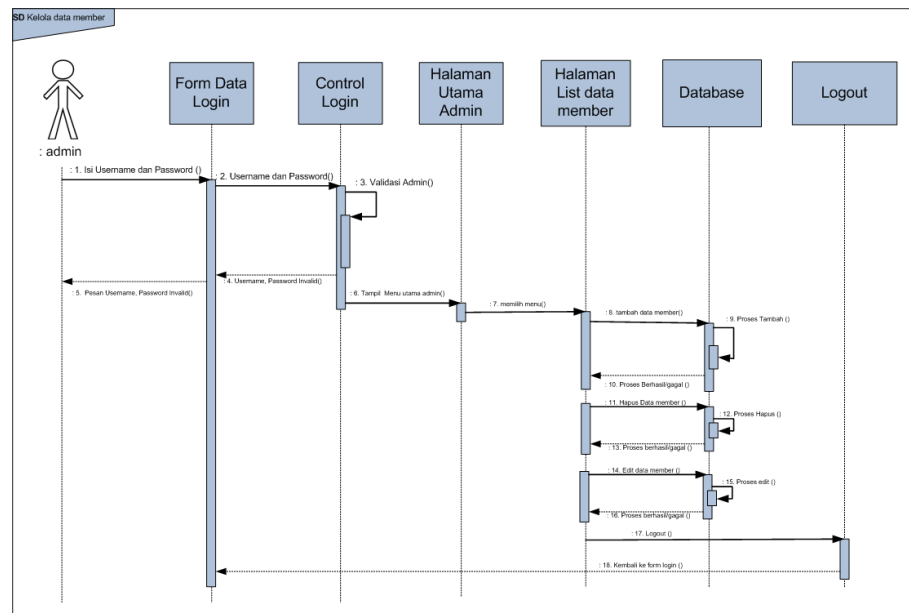 SD Kelola data member
Form Data
Login
Control
Login
Halaman
Utama
Admin
Halaman
List data
member
Database
Logout
: admin
: 1. Isi Username dan Password ()
: 2. Username dan Password()
: 3. Validasi Admin()
: 4. Username, Password Invalid()
: 5. Pesan Username, Password Invalid()
: 6. Tampil Menu utama admin()
: 7. memilih menu()
: 8. tambah data member()
: 9. Proses Tambah ()
: 10. Proses Berhasil/gagal ()
: 11. Hapus Data member ()
: 12. Proses Hapus ()
: 13. Proses berhasil/gagal ()
: 14. Edit data member ()
: 15. Proses edit ()
: 16. Proses berhasil/gagal ()
: 17. Logout ()
: 18. Kembali ke form login ()